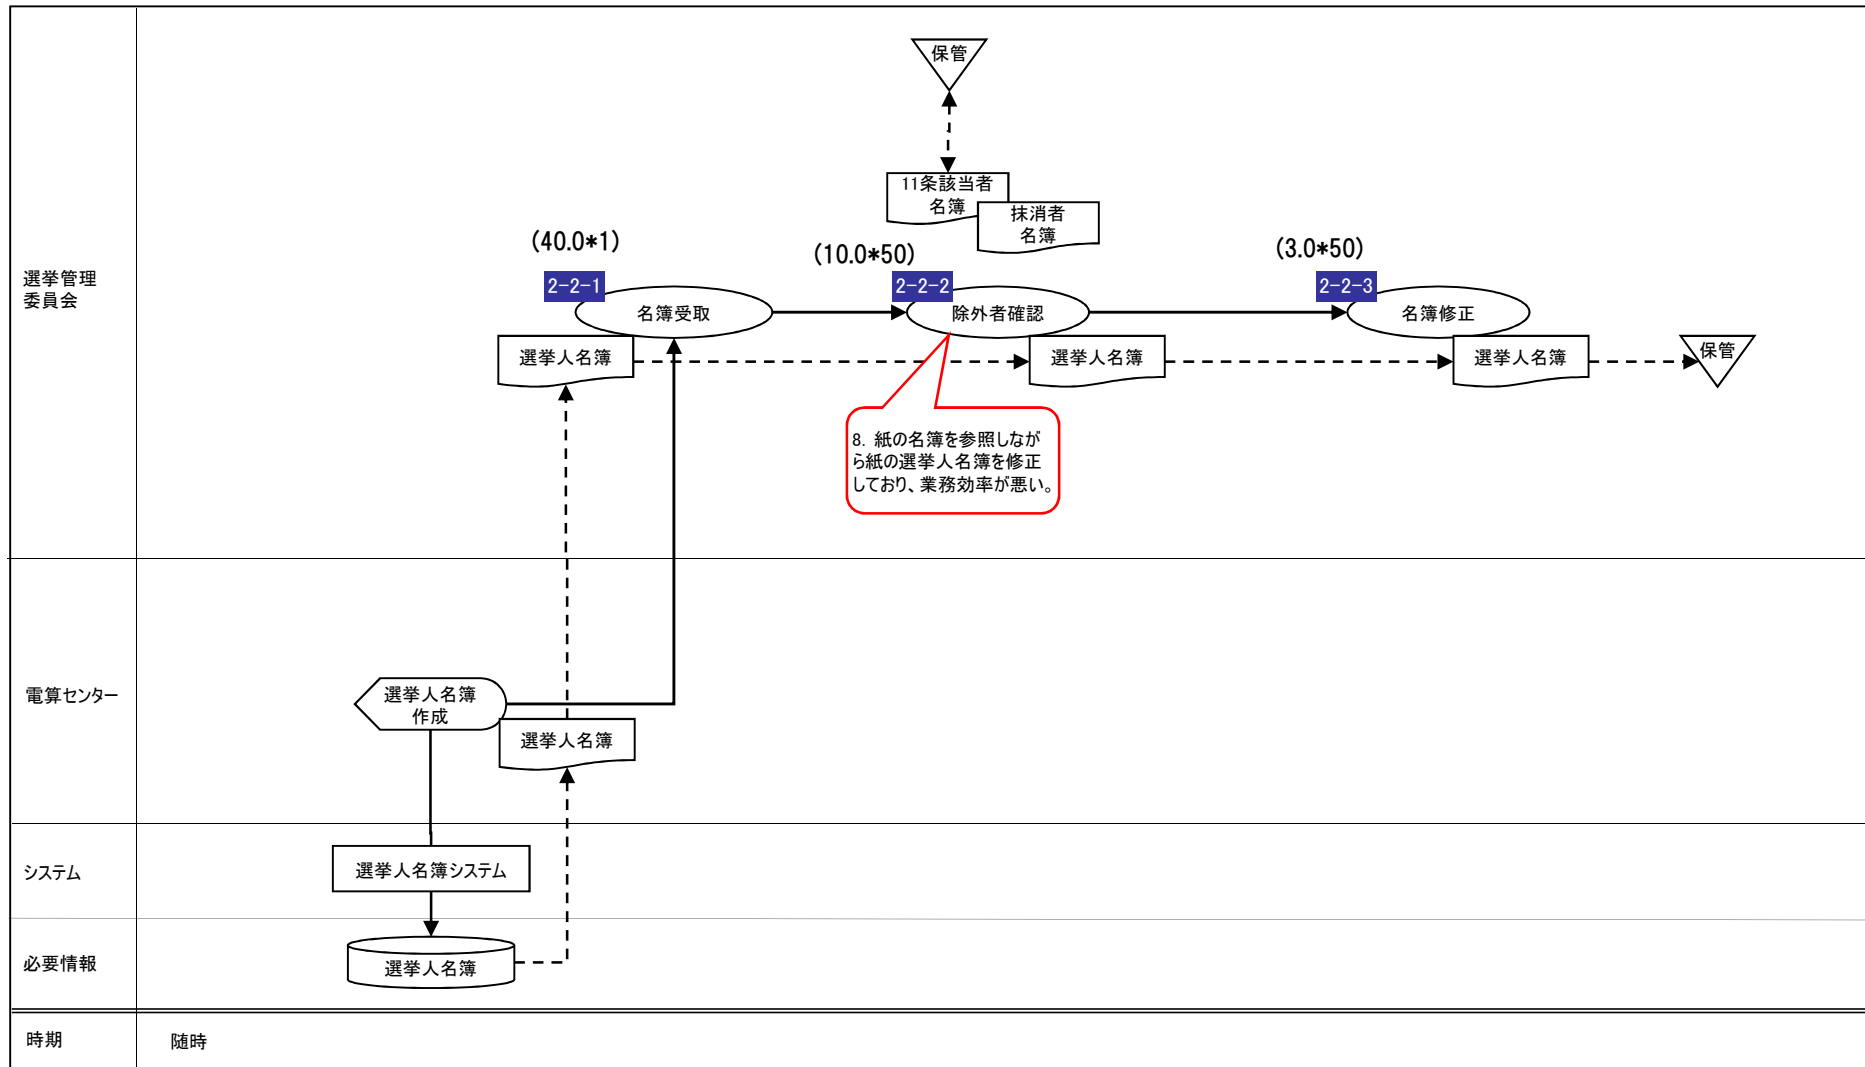 保管
11条該当者
名簿
抹消者
名簿
(40.0*1)
(10.0*50)
(3.0*50)
選挙管理
委員会
2-2-1
2-2-2
2-2-3
名簿受取
除外者確認
名簿修正
選挙人名簿
選挙人名簿
選挙人名簿
保管
8. 紙の名簿を参照しなが
ら紙の選挙人名簿を修正
しており、業務効率が悪い。
電算センター
選挙人名簿
作成
選挙人名簿
システム
選挙人名簿システム
必要情報
選挙人名簿
時期
随時